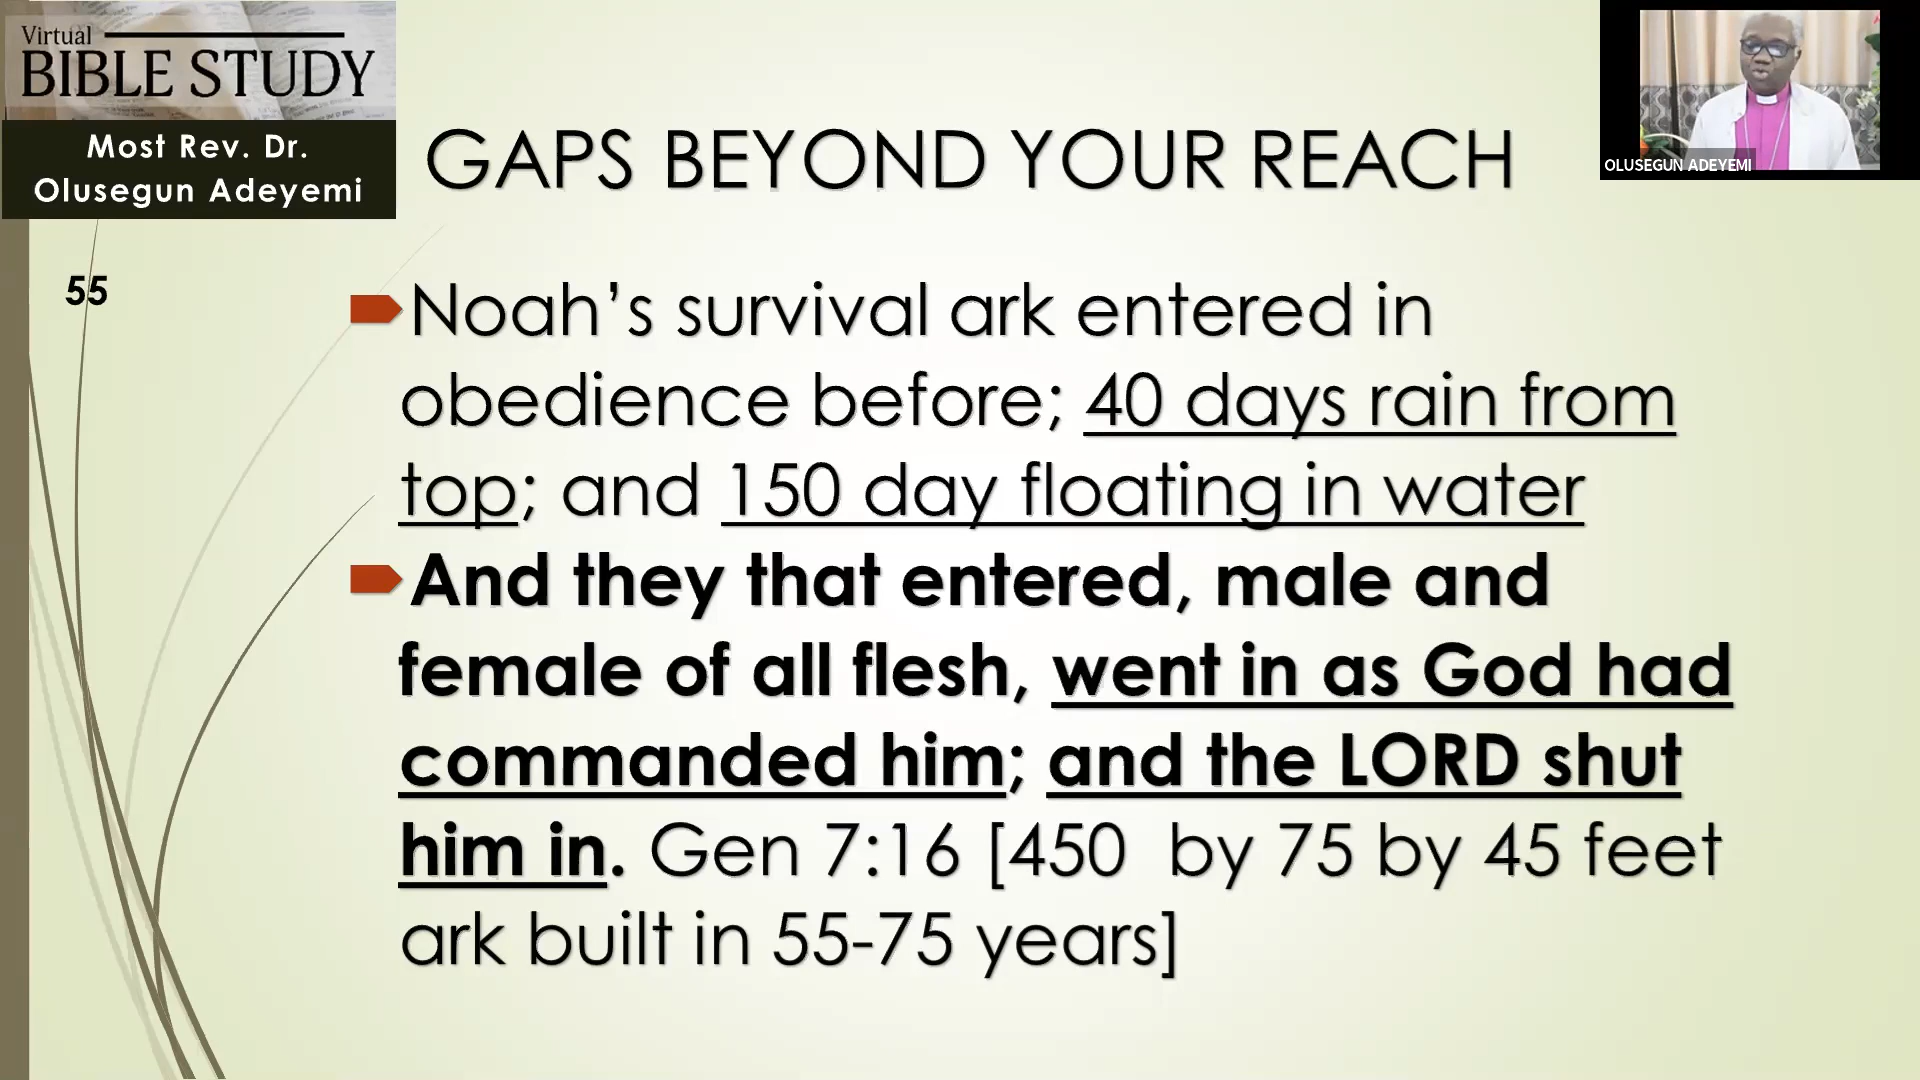 Virtual
BIBLE STUDY
Most Rev. Dr.
Olusegun Adeyemi
GAPS BEYOND YOUR REACH
OLUSEGUN ADEYEMI
55
Noah’s survival ark entered in
obedience before; 40 days rain from
top; and 150 day floating in water
And they that entered, male and
female of all flesh, went in as God had
commanded him; and the LORD shut
him in. Gen 7:16 [450 by 75 by 45 feet
ark built in 55-75 years]